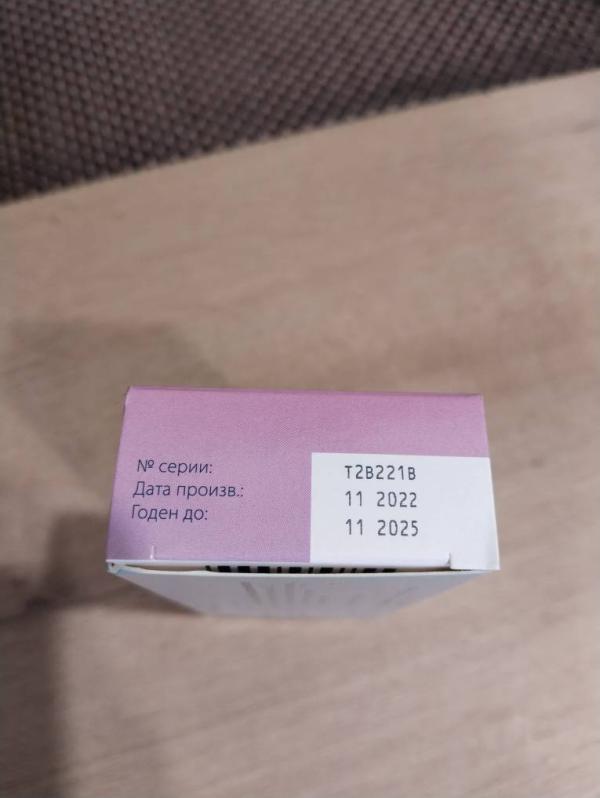 № серии: T2B221B
Дата произв.: 11 2022
Годен до: 11 2025